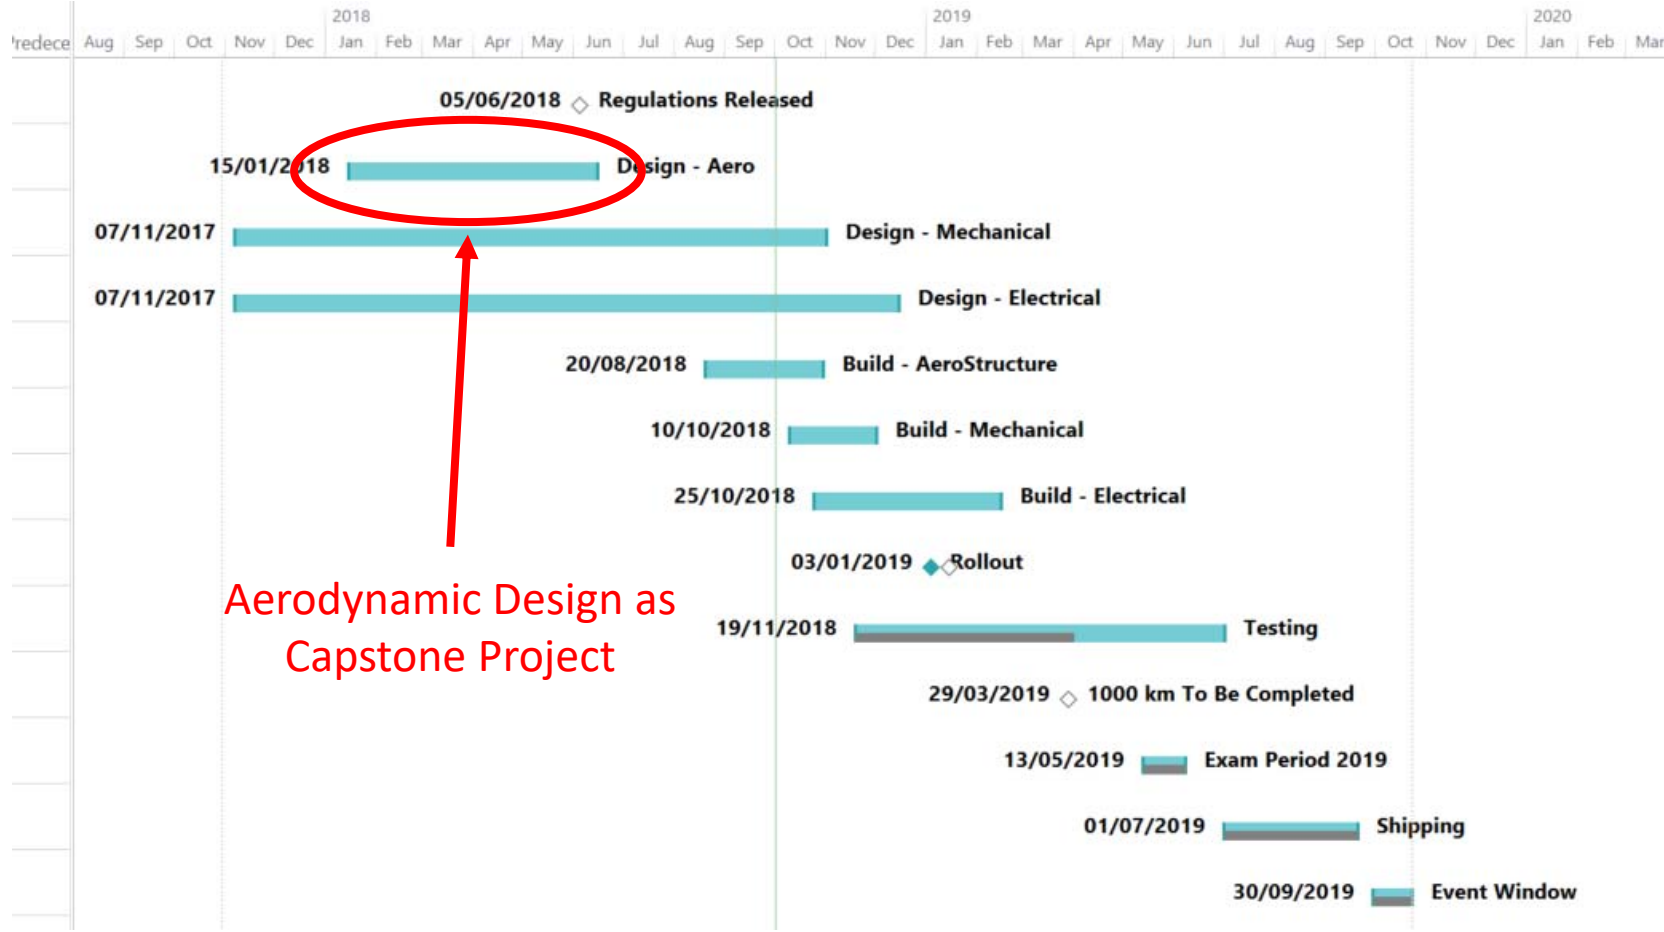 2018 2019 2020
Predece Aug Sep Oct Nov Dec Jan Feb Mar Apr May Jun Jul Aug Sep Oct Nov Dec Jan Feb Mar Apr May Jun Jul Aug Sep Oct Nov Dec Jan Feb Mar
05/06/2018 Regulations Released
15/01/2018 Design - Aero
07/11/2017 Design - Mechanical
07/11/2017 Design - Electrical
20/08/2018 Build - AeroStructure
10/10/2018 Build - Mechanical
25/10/2018 Build - Electrical
03/01/2019 Rollout
Aerodynamic Design as
Capstone Project
19/11/2018 Testing
29/03/2019 1000 km To Be Completed
13/05/2019 Exam Period 2019
01/07/2019 Shipping
30/09/2019 Event Window